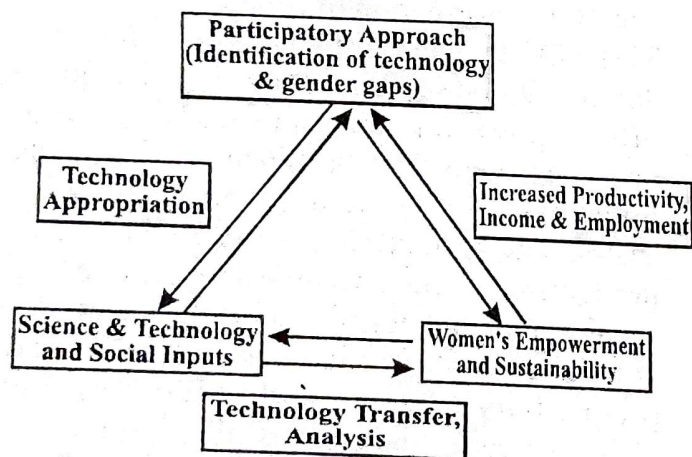 Participatory Approach
(Identification of technology
& gender gaps)
Technology
Appropriation
Increased Productivity,
Income & Employment
Science & Technology
and Social Inputs
Women's Empowerment
and Sustainability
Technology Transfer,
Analysis